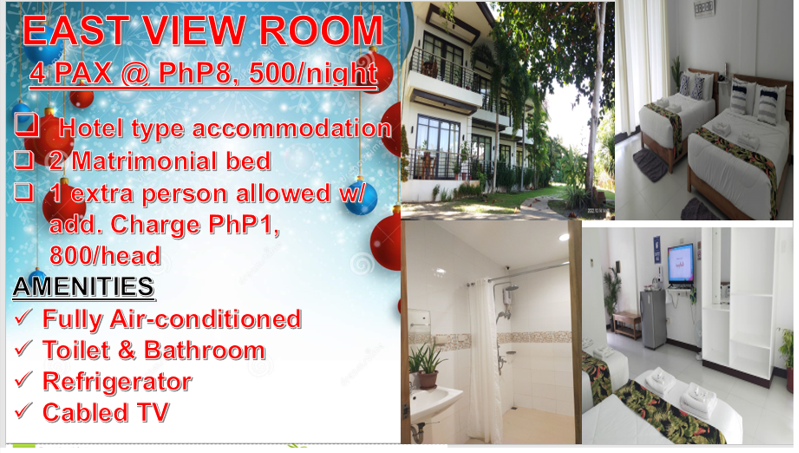 EAST VIEW ROOM
4 PAX @ PhP8, 500/night
Hotel type accommodation
2 Matrimonial bed
1 extra person allowed w/
add. Charge PhP1,
800/head
AMENITIES
Fully Air-conditioned
Toilet & Bathroom
Refrigerator
Cabled TV